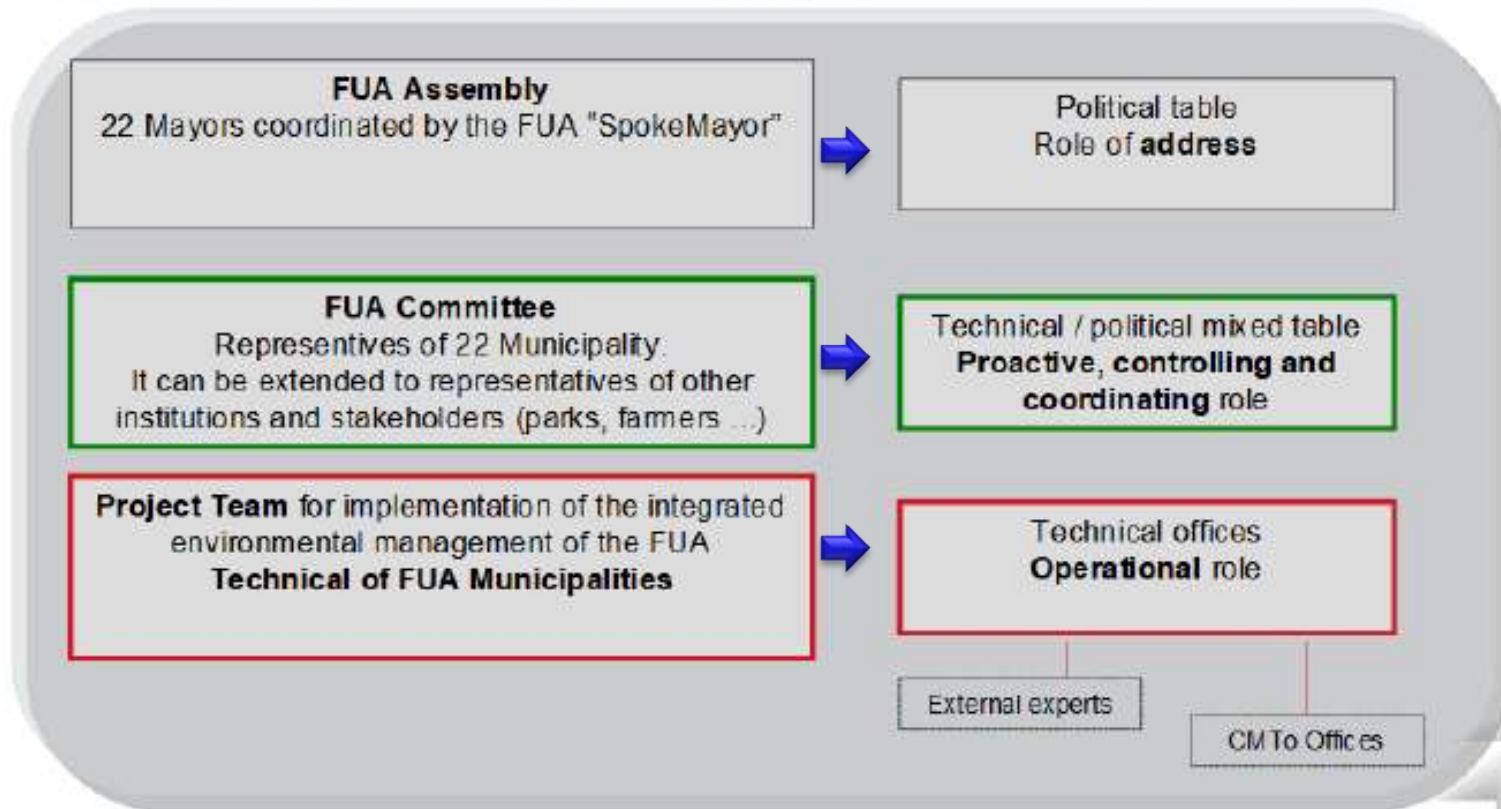 FUA Assembly
22 Mayors coordinated by the FUA "SpokeMayor"
Political table
Role of address
FUA Committee
Representives of 22 Municipality.
It can be extended to representatives of other
institutions and stakeholders (parks, farmers ...)
Technical / political mixed table
Proactive, controlling and
coordinating role
Project Team for implementation of the integrated
environmental management of the FUA
Technical of FUA Municipalities
Technical offices
Operational role
External experts
CMTo Offices